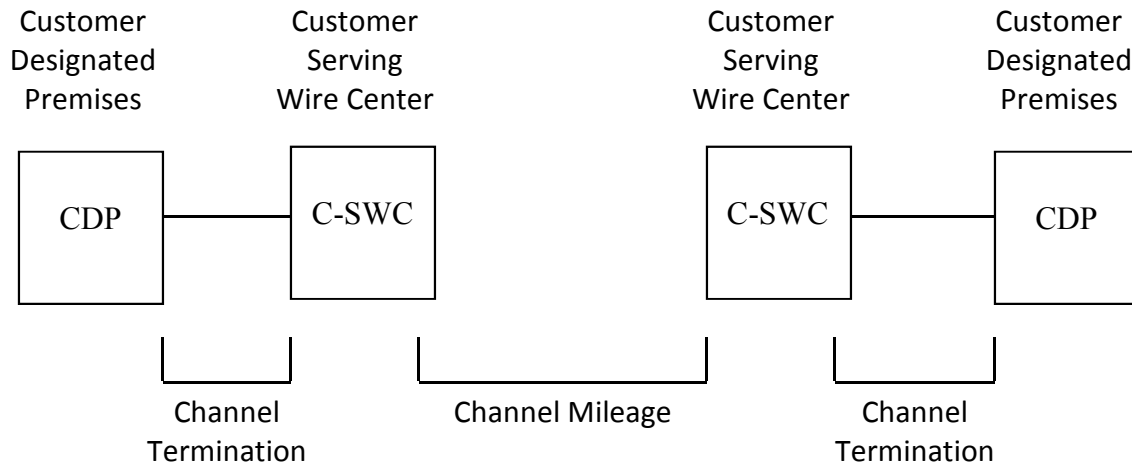 Customer
Designated
Premises
Customer
Serving
Wire Center
Customer
Serving
Wire Center
Customer
Designated
Premises
CDP
C-SWC
C-SWC
CDP
Channel
Termination
Channel Mileage
Channel
Termination